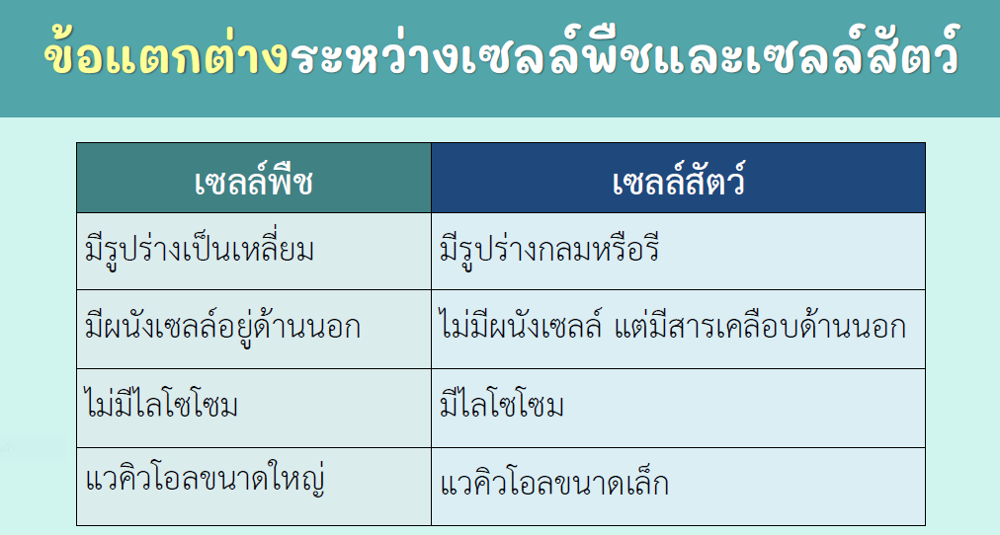 ข้อแตกต่างระหว่างเซลล์พืชและเซลล์สัตว์
เซลล์พืช เซลล์สัตว์
มีรูปร่างเป็นเหลี่ยม มีรูปร่างกลมหรือรี
มีผนังเซลล์อยู่ด้านนอก ไม่มีผนังเซลล์ แต่มีสารเคลือบด้านนอก
ไม่มีไลโซโซม มีไลโซโซม
แวคิวโอลขนาดใหญ่ แวคิวโอลขนาดเล็ก